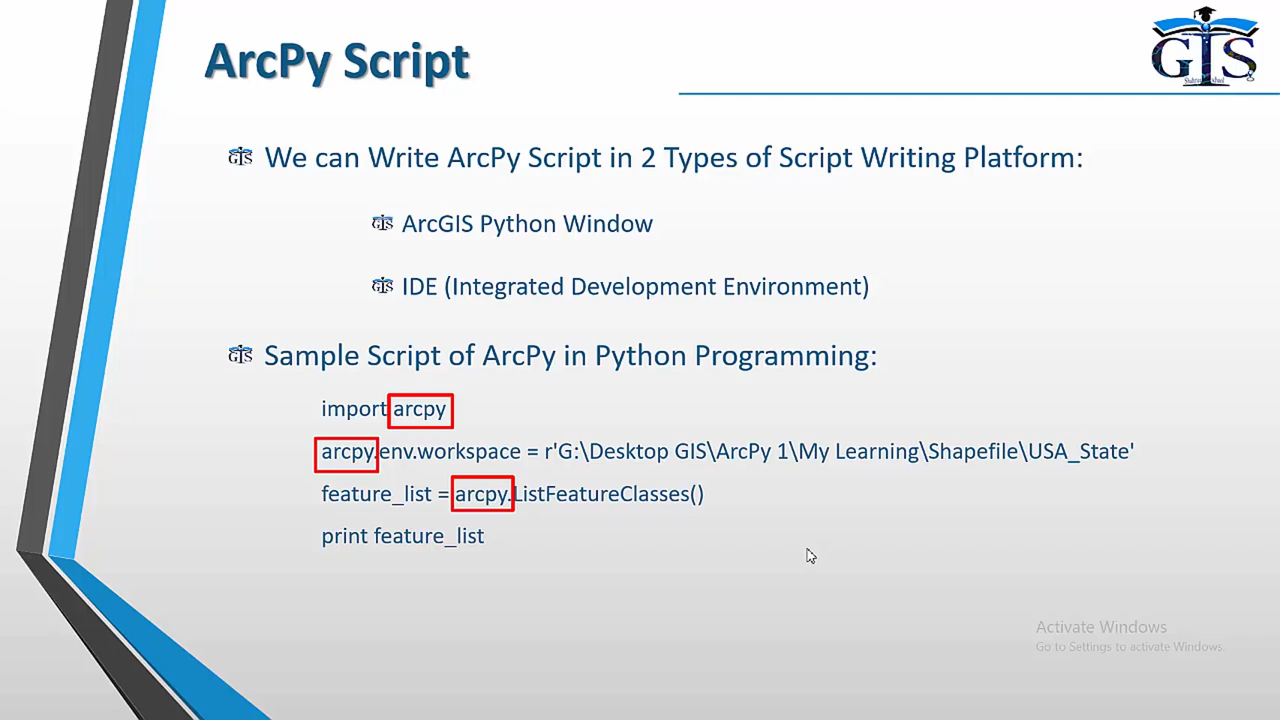 ArcPy Script
GIS
We can Write ArcPy Script in 2 Types of Script Writing Platform:
ArcGIS Python Window
IDE (Integrated Development Environment)
Sample Script of ArcPy in Python Programming:
import arcpy
arcpy.env.workspace = r'G:\Desktop GIS\ArcPy 1\My Learning\Shapefile\USA_State'
feature_list = arcpy.ListFeatureClasses()
print feature_list
Activate Windows
Go to Settings to activate Windows.